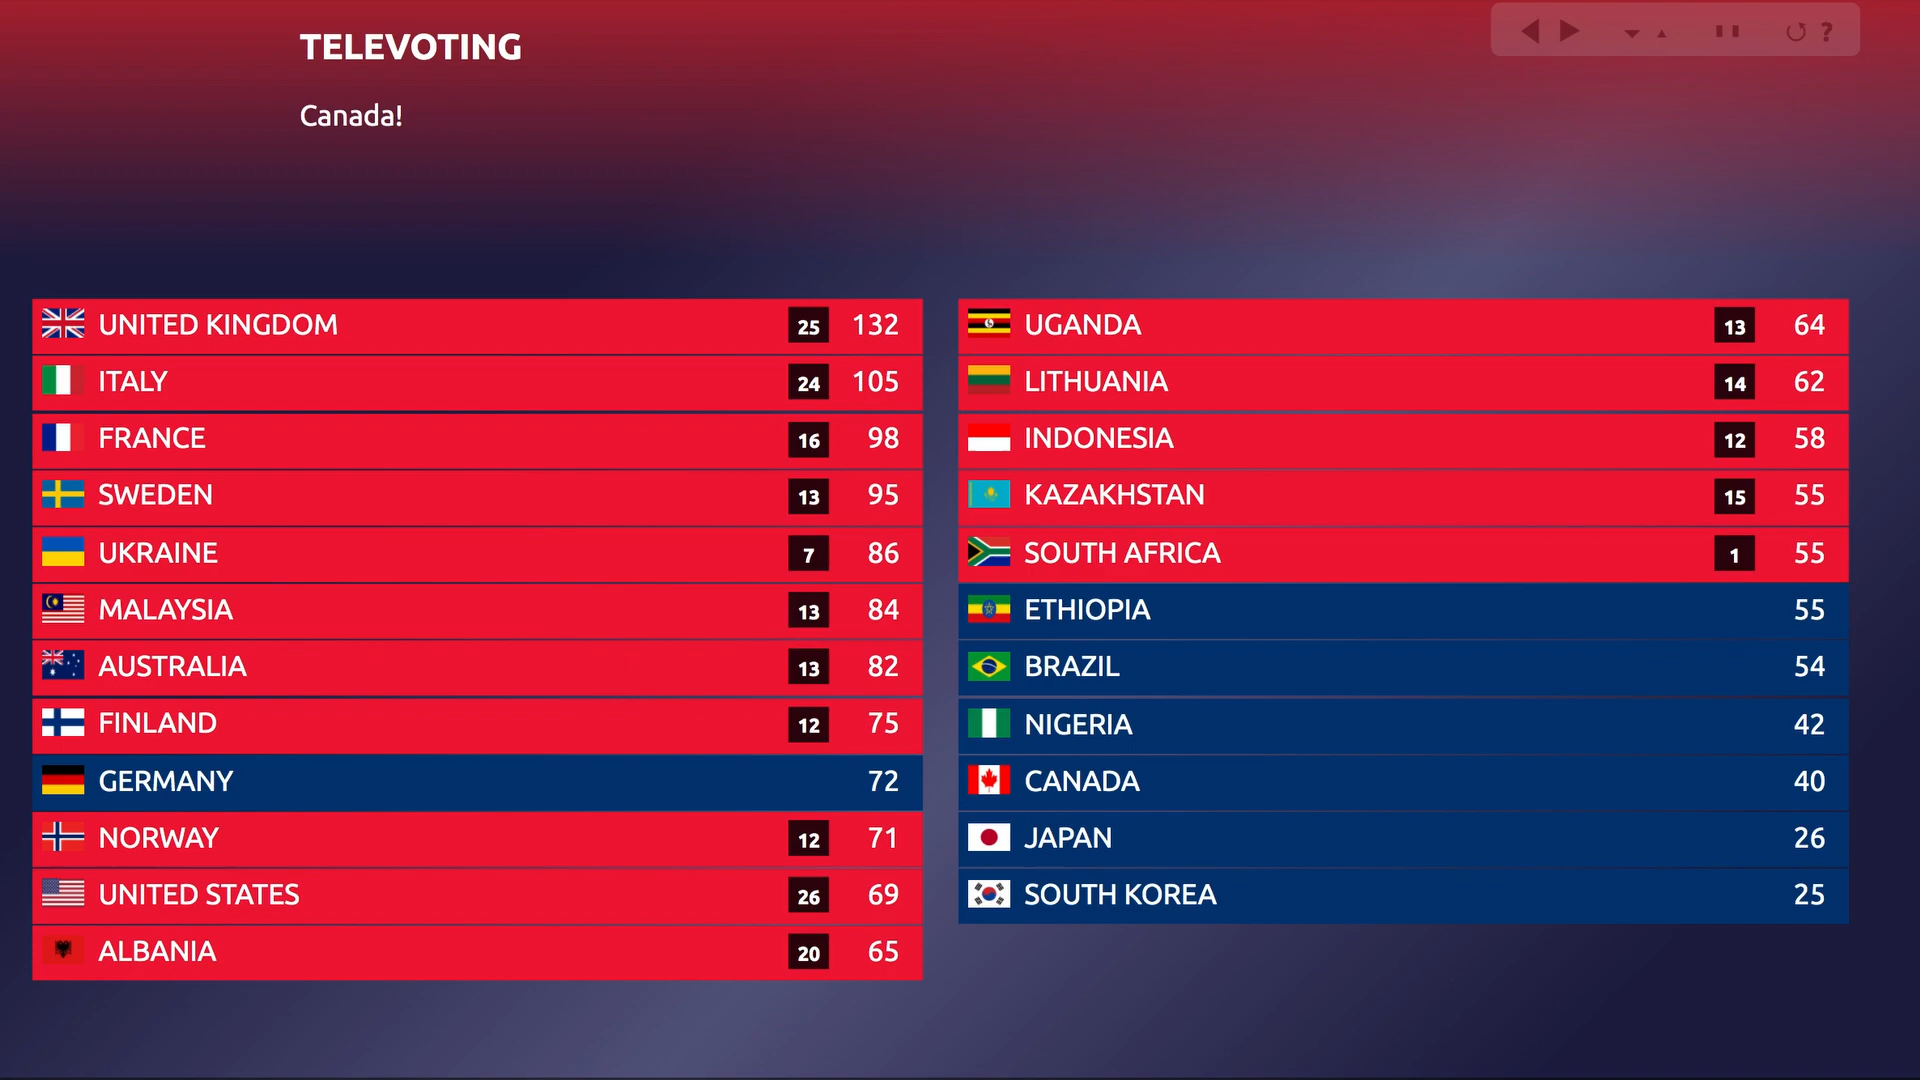 TELEVOTING
Canada!
?
UNITED KINGDOM 25 132
ITALY 24 105
FRANCE 16 98
SWEDEN 13 95
UKRAINE 7 86
MALAYSIA 13 84
AUSTRALIA 13 82
FINLAND 12 75
GERMANY 72
NORWAY 12 71
UNITED STATES 26 69
ALBANIA 20 65
UGANDA 13 64
LITHUANIA 14 62
INDONESIA 12 58
KAZAKHSTAN 15 55
SOUTH AFRICA 1 55
ETHIOPIA 55
BRAZIL 54
NIGERIA 42
CANADA 40
JAPAN 26
SOUTH KOREA 25